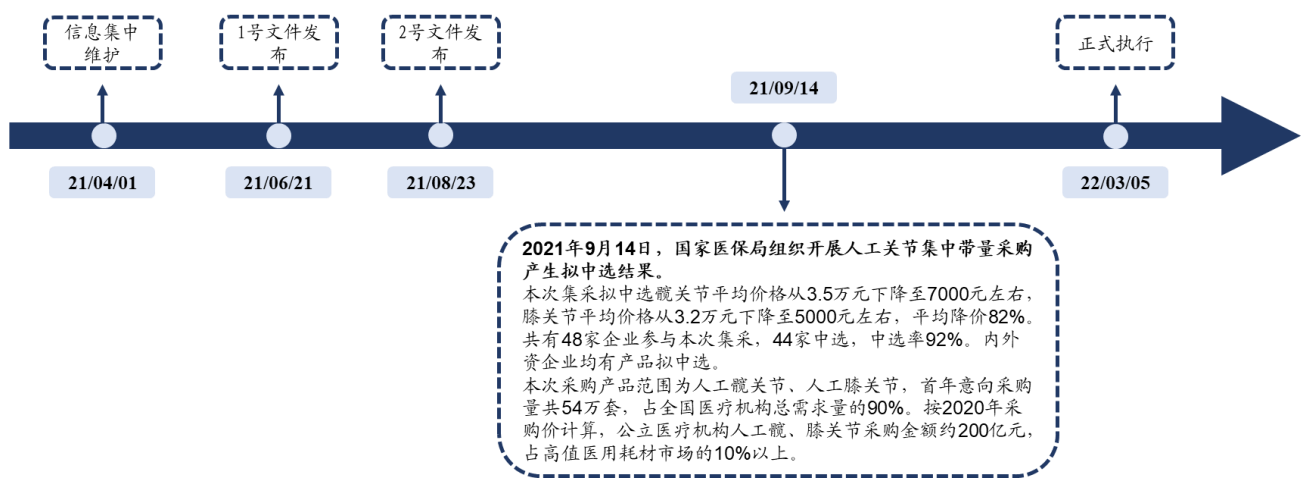 信息集中
维护
1号文件发
布
2号文件发
布
正式执行
21/09/14
21/04/01
21/06/21
21/08/23
22/03/05
2021年9月14日，国家医保局组织开展人工关节集中带量采购
产生拟中选结果。
本次集采拟中选髋关节平均价格从3.5万元下降至7000元左右，
膝关节平均价格从3.2万元下降至5000元左右，平均降价82%。
共有48家企业参与本次集采，44家中选，中选率92%。内外
资企业均有产品拟中选。
本次采购产品范围为人工髋关节、人工膝关节，首年意向采购
量共54万套，占全国医疗机构总需求量的90%。按2020年采
购价计算，公立医疗机构人工髋、膝关节采购金额约200亿元，
占高值医用耗材市场的10%以上。